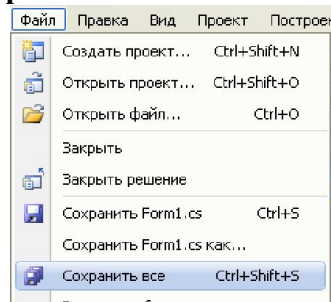 Файл Правка Вид Проект Построе
Создать проект... Ctrl+Shift+N
Открыть проект... Ctrl+Shift+O
Открыть файл... Ctrl+O
Закрыть
Закрыть решение
Сохранить Form1.cs Ctrl+S
Сохранить Form1.cs как...
Сохранить все Ctrl+Shift+S